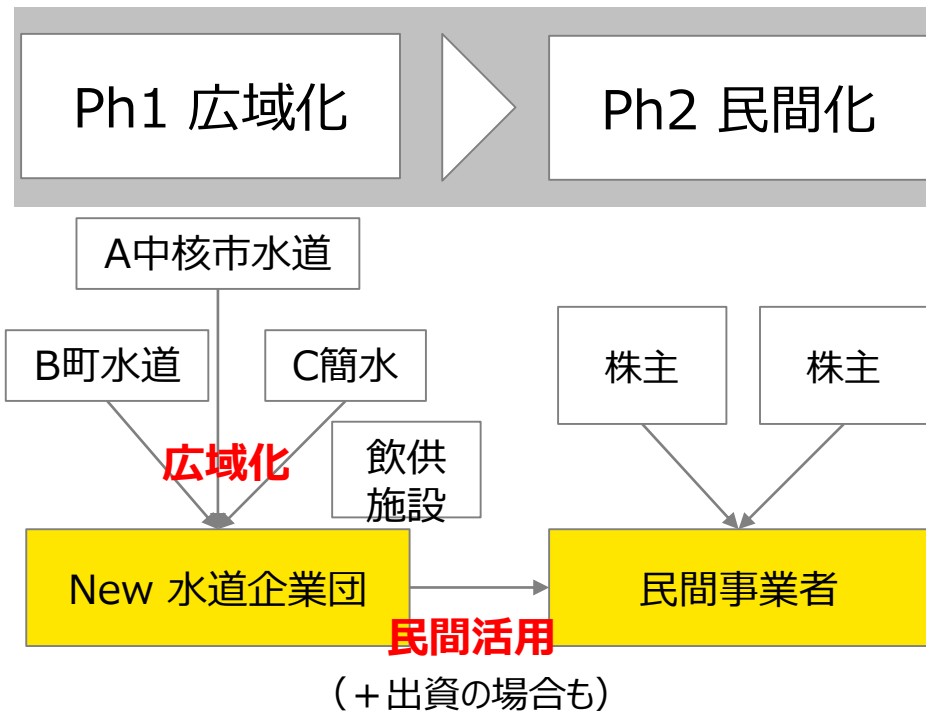 Ph1 広域化
Ph2 民間化
A中核市水道
B町水道
C簡水
株主
株主
広域化
飲供
施設
New 水道企業団
民間事業者
民間活用
（＋出資の場合も）